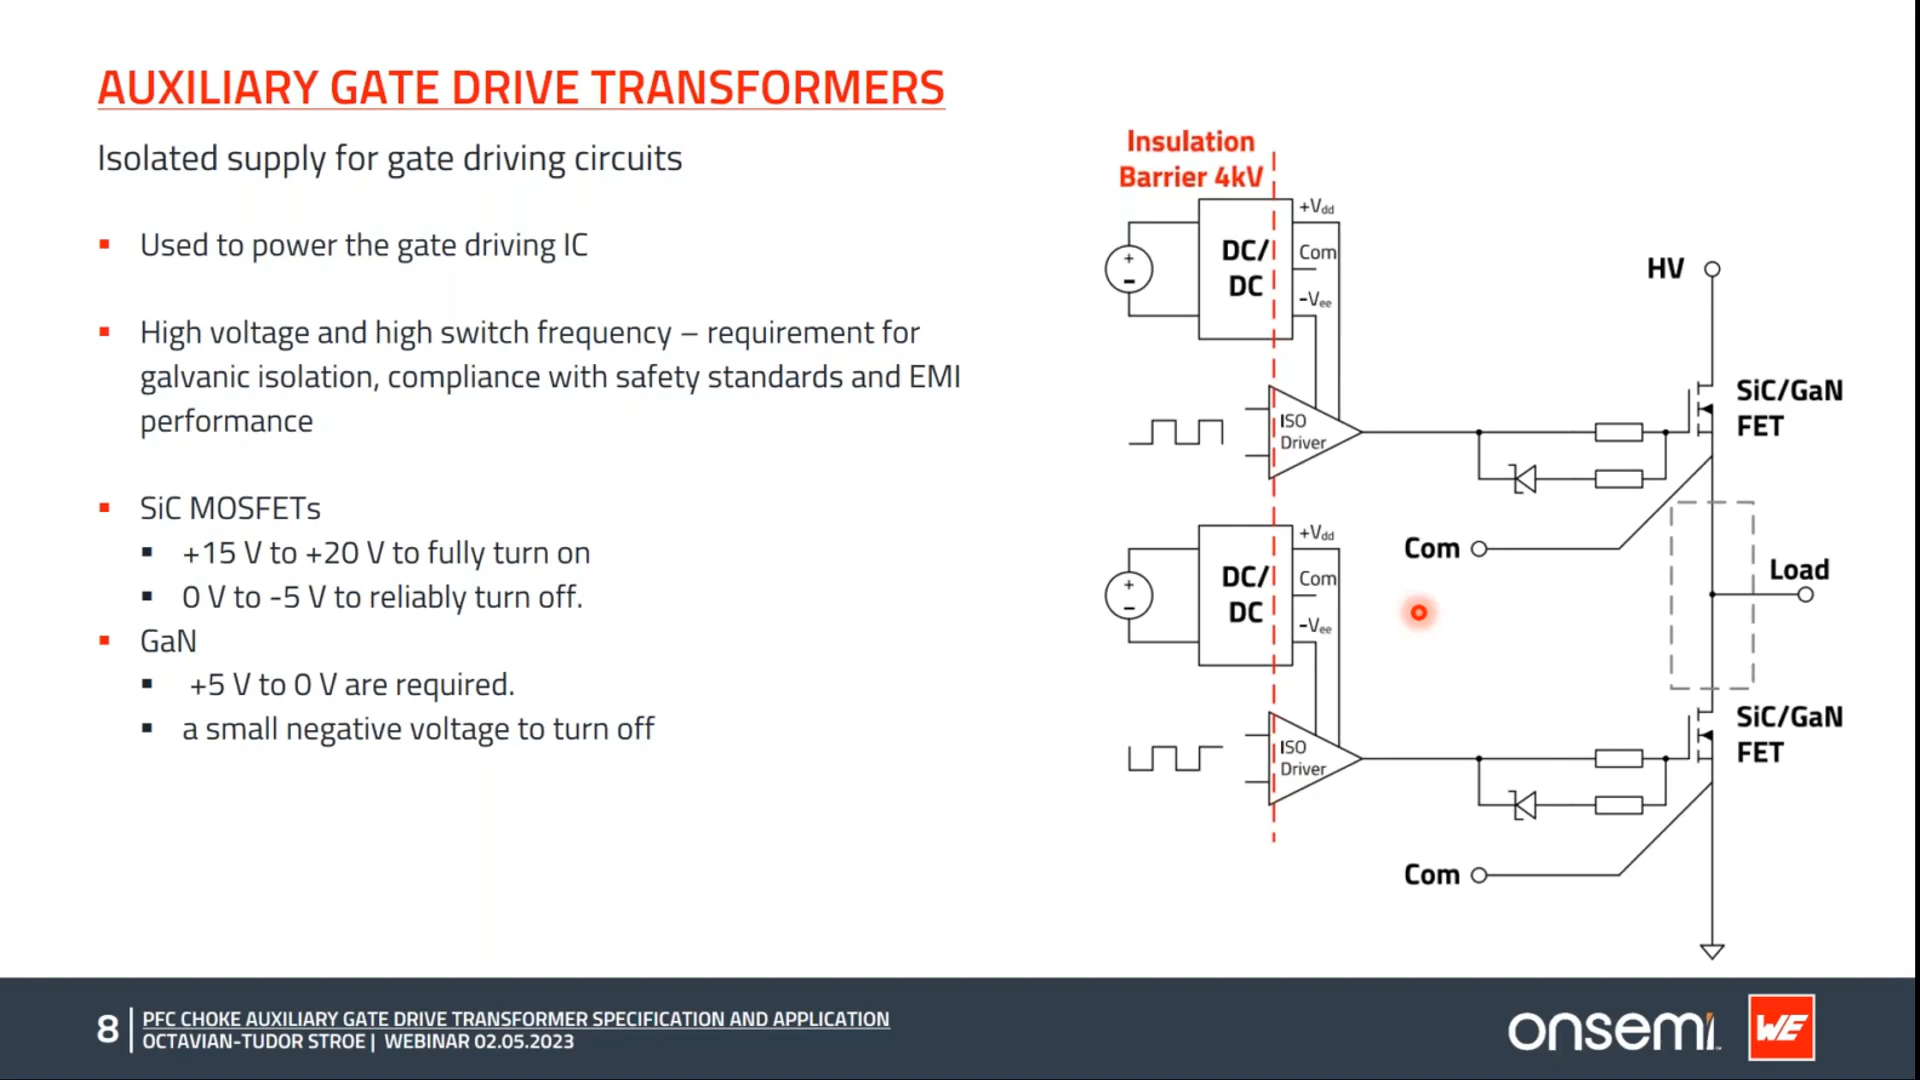 AUXILIARY GATE DRIVE TRANSFORMERS
Isolated supply for gate driving circuits
▪ Used to power the gate driving IC
▪ High voltage and high switch frequency – requirement for
galvanic isolation, compliance with safety standards and EMI
performance
▪ SiC MOSFETs
▪ +15 V to +20 V to fully turn on
▪ 0 V to -5 V to reliably turn off.
▪ GaN
▪ +5 V to 0 V are required.
▪ a small negative voltage to turn off
Insulation
Barrier 4kV
+Vdd
DC/
DC
Com
-Vee
+
-
ISO
Driver
HV
SiC/GaN
FET
Com
+Vdd
DC/
DC
Com
-Vee
+
-
Load
ISO
Driver
SiC/GaN
FET
Com
8
PFC CHOKE AUXILIARY GATE DRIVE TRANSFORMER SPECIFICATION AND APPLICATION
OCTAVIAN-TUDOR STROE | WEBINAR 02.05.2023
onsemi
WE